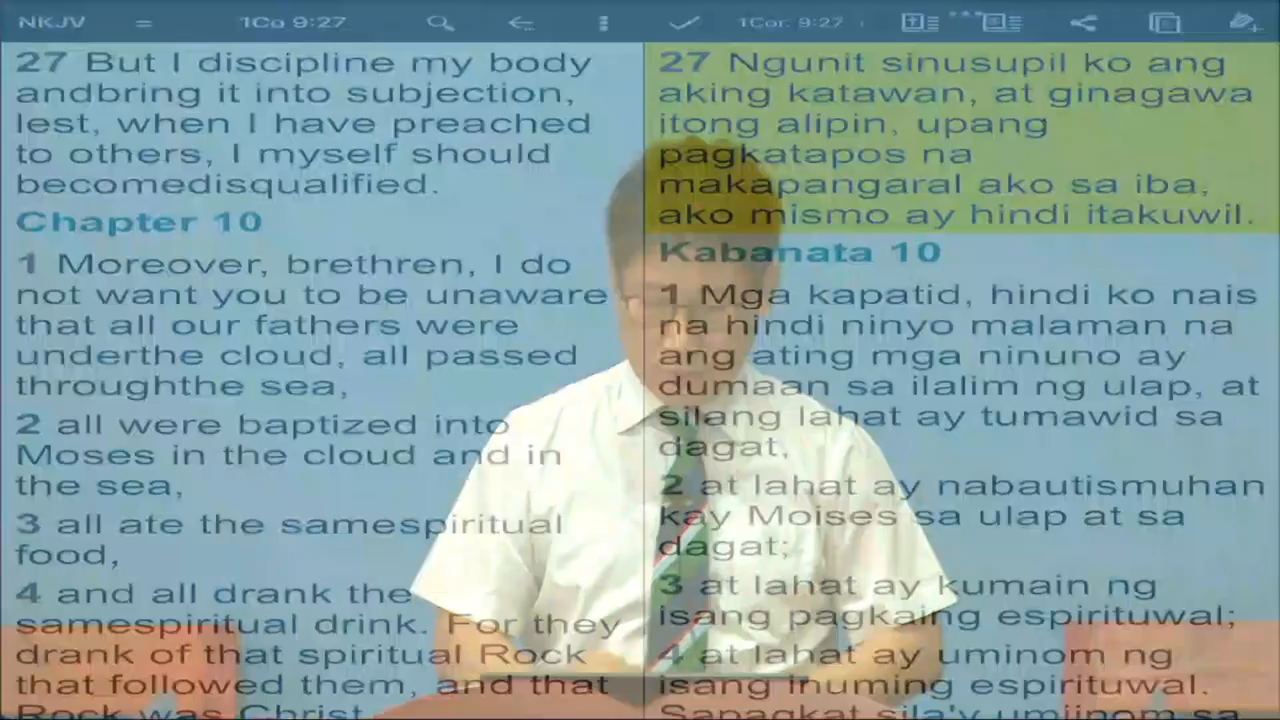 NKJV = 1Co 9:27
27 But I discipline my body
andbring it into subjection,
lest, when I have preached
to others, I myself should
becomedisqualified.
Chapter 10
1 Moreover, brethren, I do
not want you to be unaware
that all our fathers were
underthe cloud, all passed
throughthe sea,
2 all were baptized into
Moses in the cloud and in
the sea,
3 all ate the samespiritual
food,
4 and all drank the
samespiritual drink. For they
drank of that spiritual Rock
that followed them, and that
Rock was Christ.
1Cor. 9:27
27 Ngunit sinusupil ko ang
aking katawan, at ginagawa
itong alipin, upang
pagkatapos na
makapangaral ako sa iba,
ako mismo ay hindi itakuwil.
Kabanata 10
1 Mga kapatid, hindi ko nais
na hindi ninyo malaman na
ang ating mga ninuno ay
dumaan sa ilalim ng ulap, at
silang lahat ay tumawid sa
dagat,
2 at lahat ay nabautismuhan
kay Moises sa ulap at sa
dagat;
3 at lahat ay kumain ng
isang pagkaing espirituwal;
4 at lahat ay uminom ng
isang inuming espirituwal.
Sapagkat sila'y umiinom sa